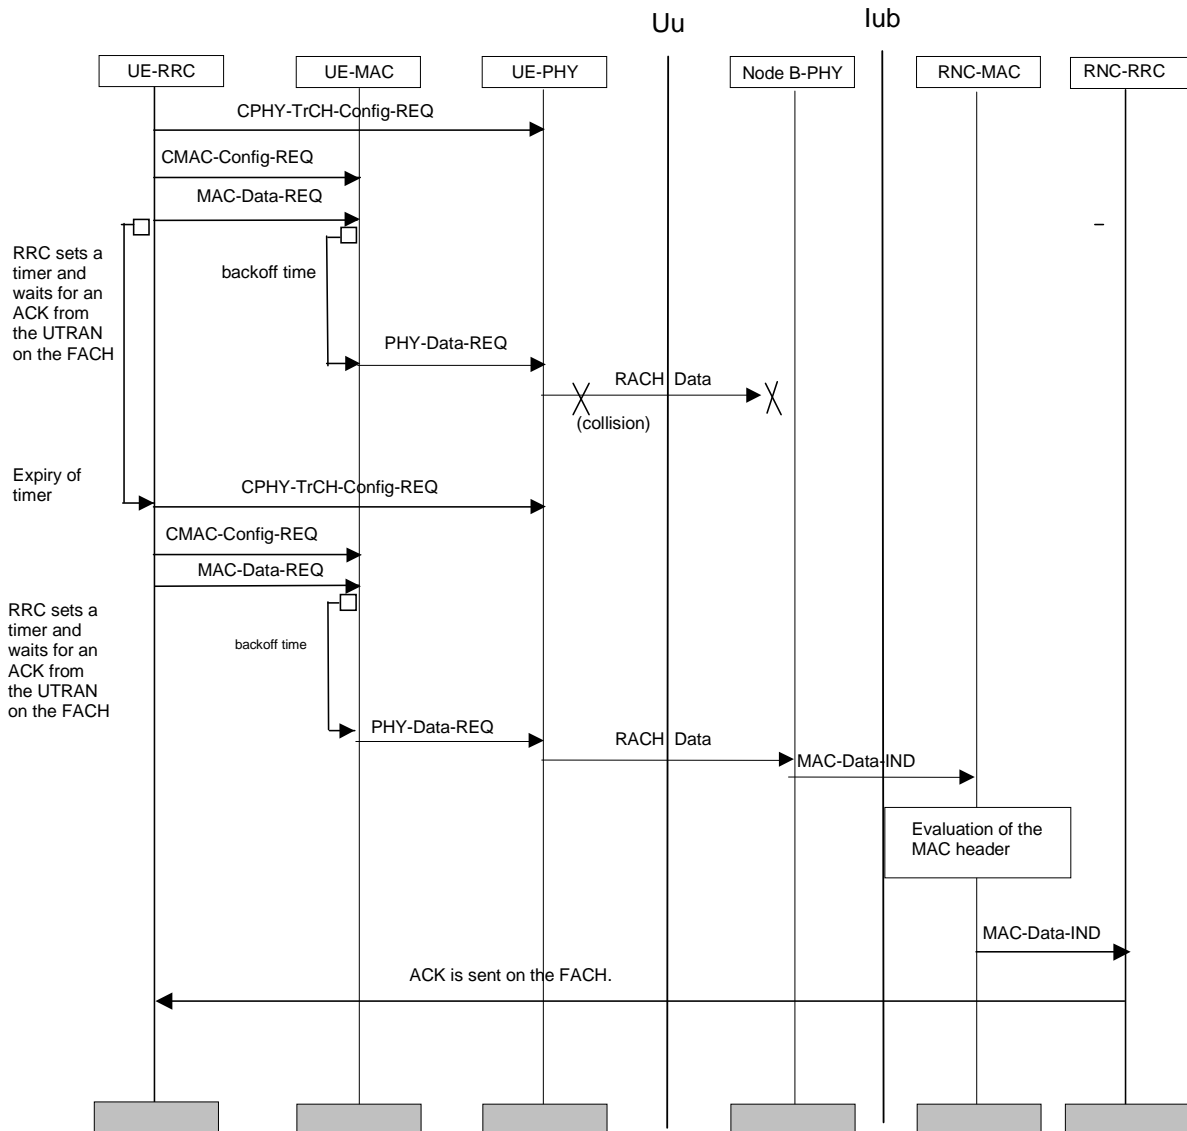 Uu
Iub
UE-RRC
UE-MAC
UE-PHY
Node B-PHY
RNC-MAC
RNC-RRC
CPHY-TrCH-Config-REQ
CMAC-Config-REQ
MAC-Data-REQ
RRC sets a
timer and
waits for an
ACK from
the UTRAN
on the FACH
backoff time
PHY-Data-REQ
RACH Data
(collision)
Expiry of
timer
CPHY-TrCH-Config-REQ
CMAC-Config-REQ
MAC-Data-REQ
RRC sets a
timer and
waits for an
ACK from
the UTRAN
on the FACH
backoff time
PHY-Data-REQ
RACH Data
MAC-Data-IND
Evaluation of the
MAC header
MAC-Data-IND
ACK is sent on the FACH.